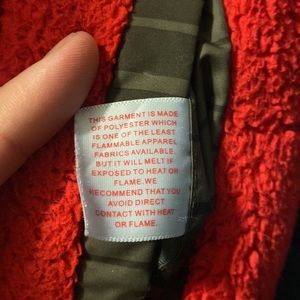 THIS GARMENT IS MADE
OF POLYESTER WHICH
IS ONE OF THE LEAST
FLAMMABLE APPAREL
FABRICS AVAILABLE.
BUT IT WILL MELT IF
EXPOSED TO HEAT OR
FLAME. WE
RECOMMEND THAT YOU
AVOID DIRECT
CONTACT WITH HEAT
OR FLAME.